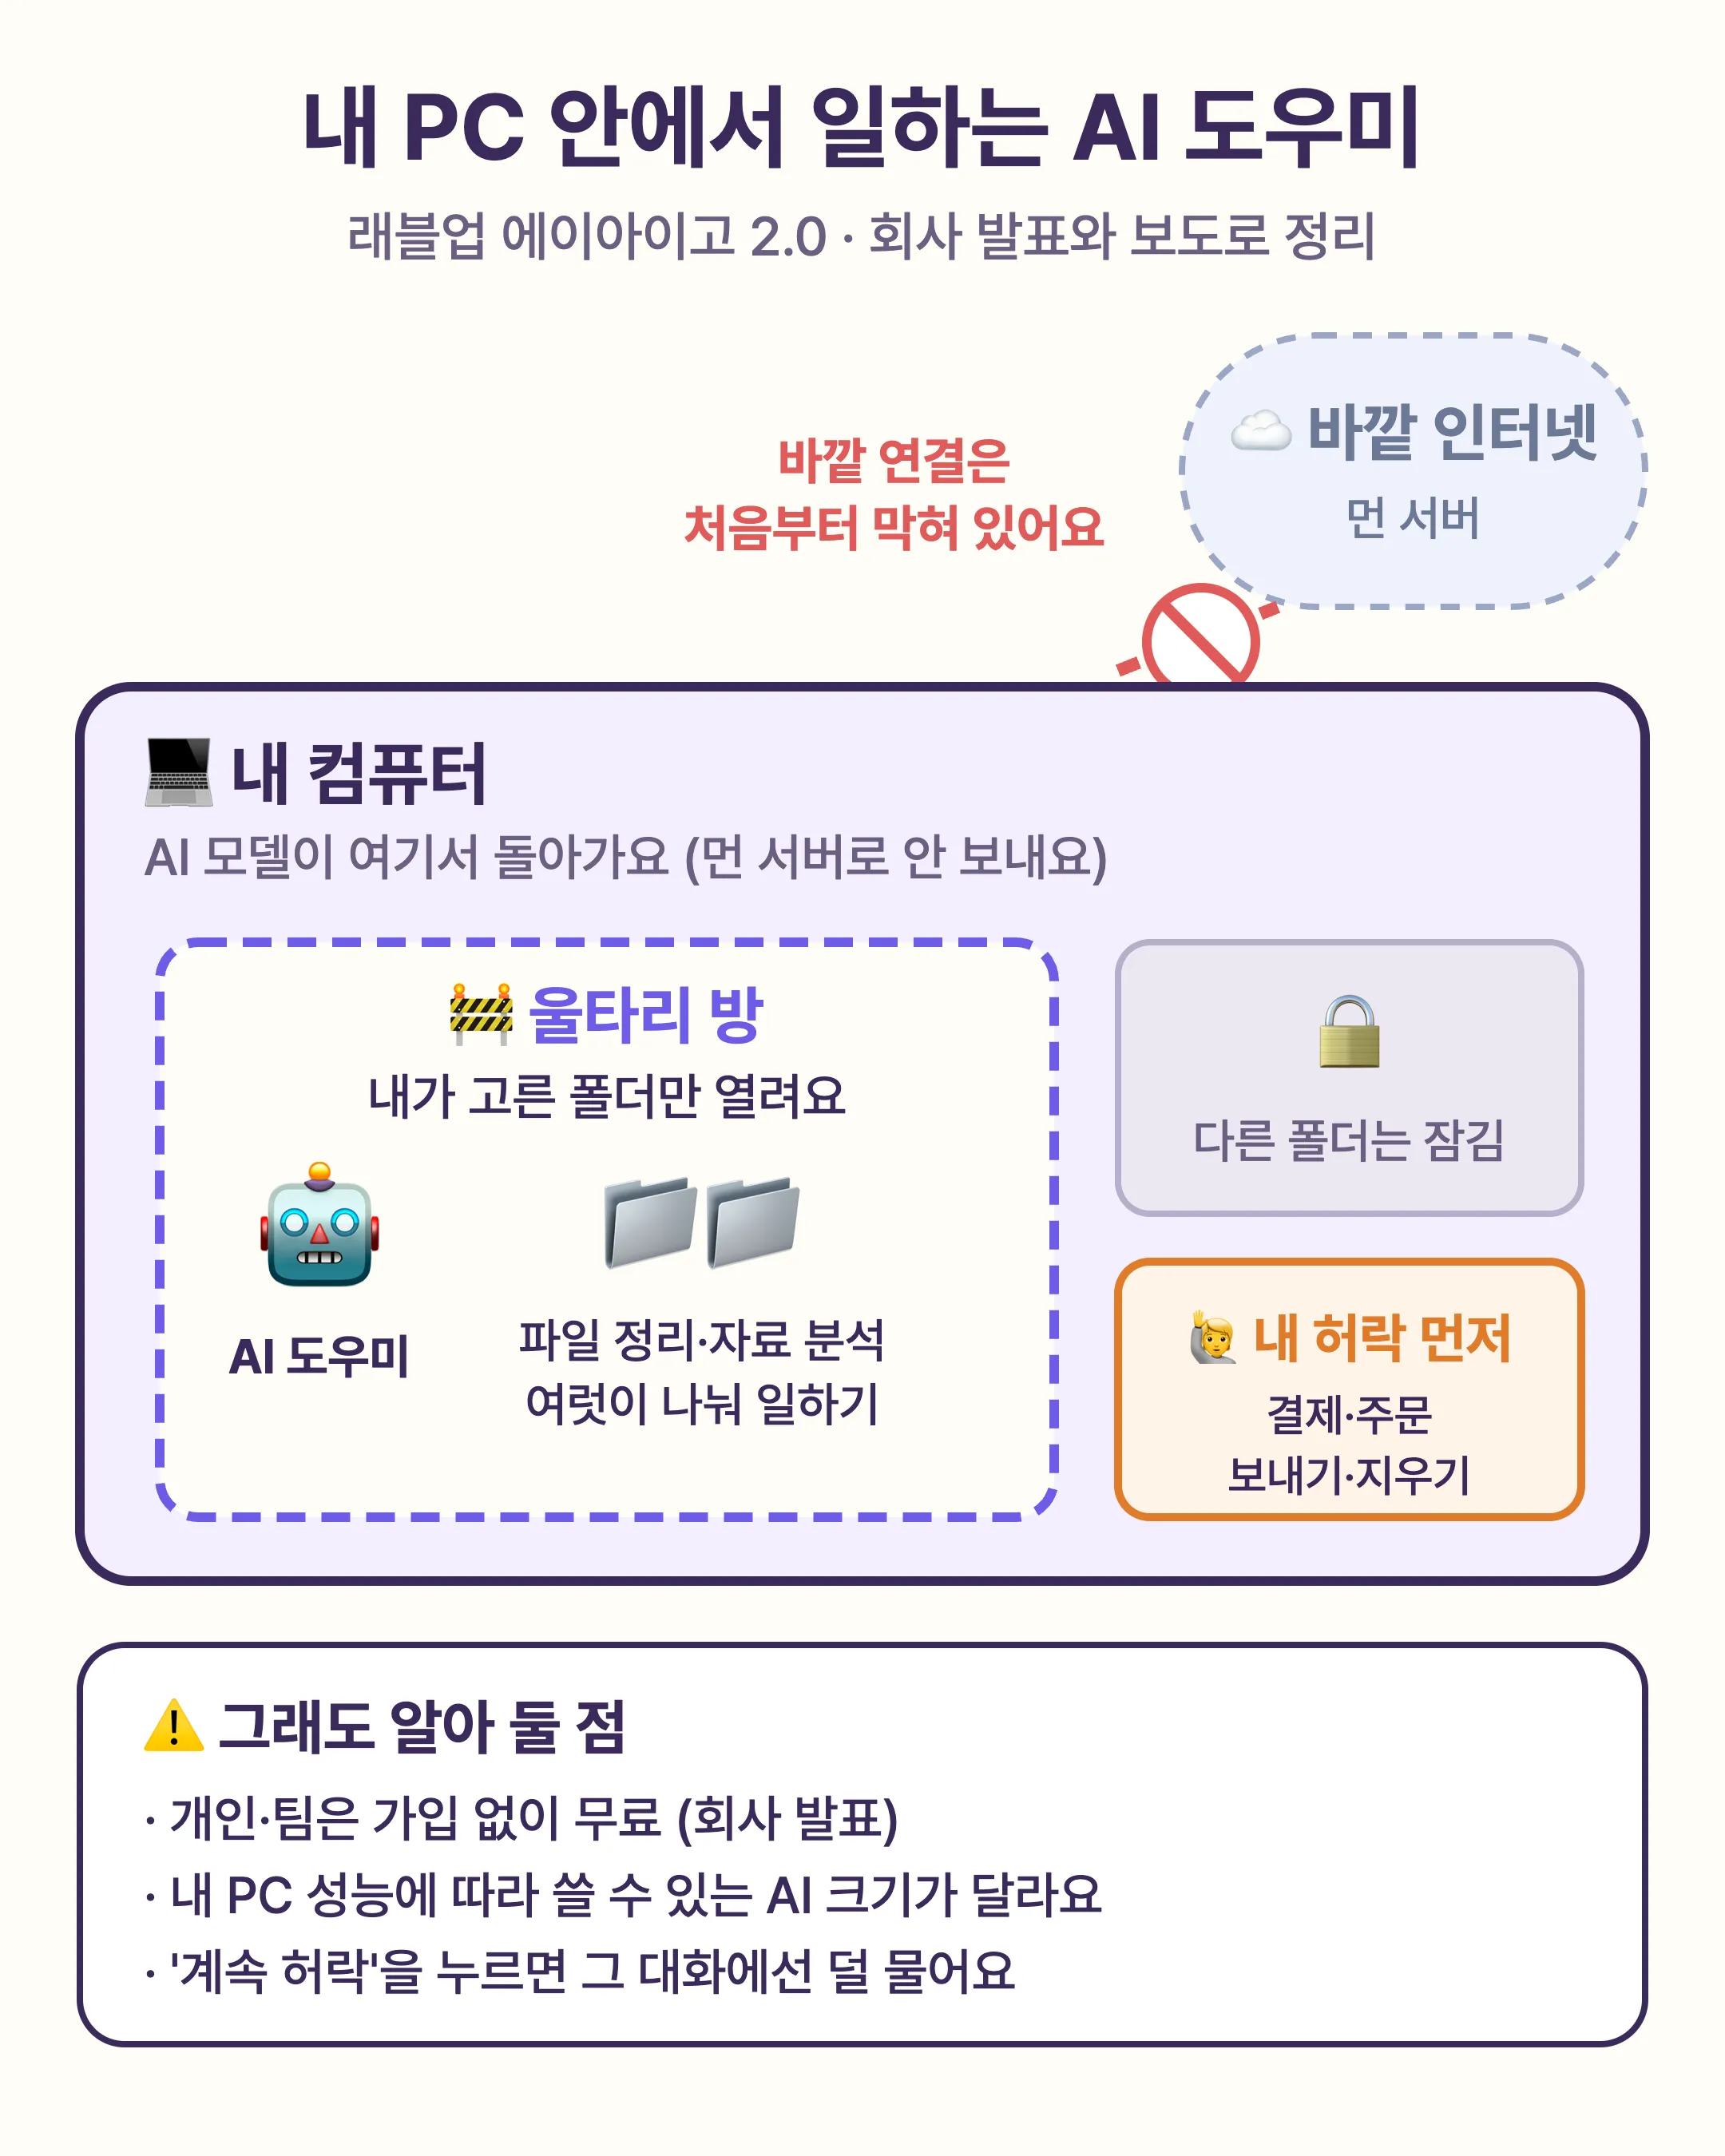 내 PC 안에서 일하는 AI 도우미
래블업 에이아이고 2.0 · 회사 발표와 보도로 정리
바깥 인터넷
먼 서버
바깥 연결은
처음부터 막혀 있어요
내 컴퓨터
AI 모델이 여기서 돌아가요 (먼 서버로 안 보내요)
울타리 방
내가 고른 폴더만 열려요
AI 도우미
파일 정리·자료 분석
여럿이 나눠 일하기
다른 폴더는 잠김
내 허락 먼저
결제·주문
보내기·지우기
그래도 알아 둘 점
· 개인·팀은 가입 없이 무료 (회사 발표)
· 내 PC 성능에 따라 쓸 수 있는 AI 크기가 달라요
· '계속 허락'을 누르면 그 대화에선 덜 물어요